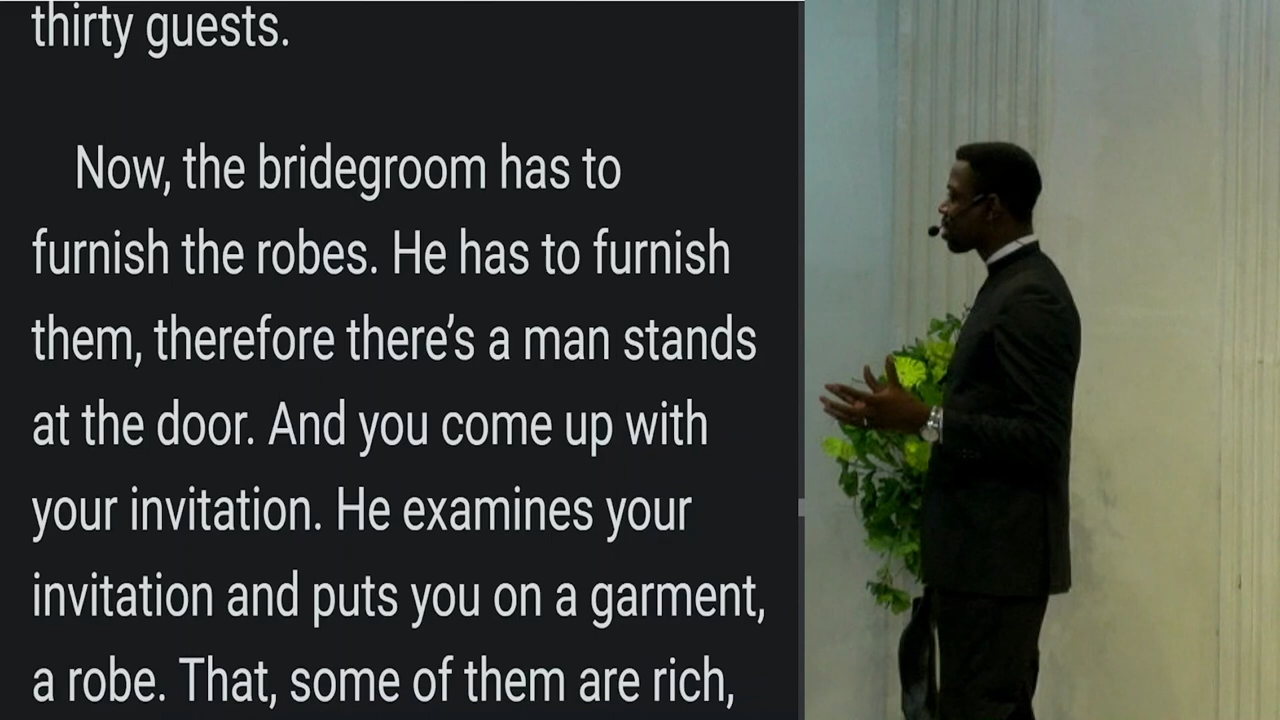 thirty guests.
Now, the bridegroom has to
furnish the robes. He has to furnish
them, therefore there’s a man stands
at the door. And you come up with
your invitation. He examines your
invitation and puts you on a garment,
a robe. That, some of them are rich,